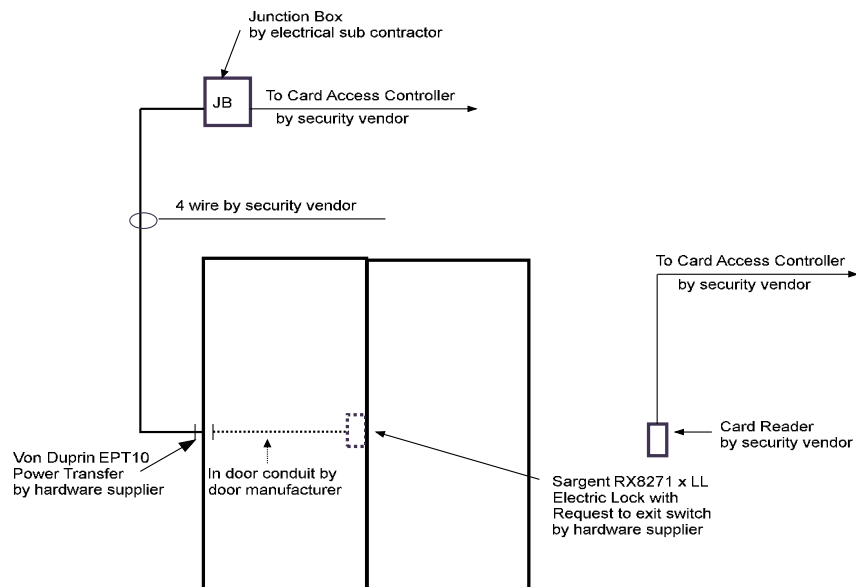 Junction Box
by electrical sub contractor
JB
To Card Access Controller
by security vendor
4 wire by security vendor
To Card Access Controller
by security vendor
Card Reader
by security vendor
Von Duprin EPT10
Power Transfer
by hardware supplier
In door conduit by
door manufacturer
Sargent RX8271 x LL
Electric Lock with
Request to exit switch
by hardware supplier